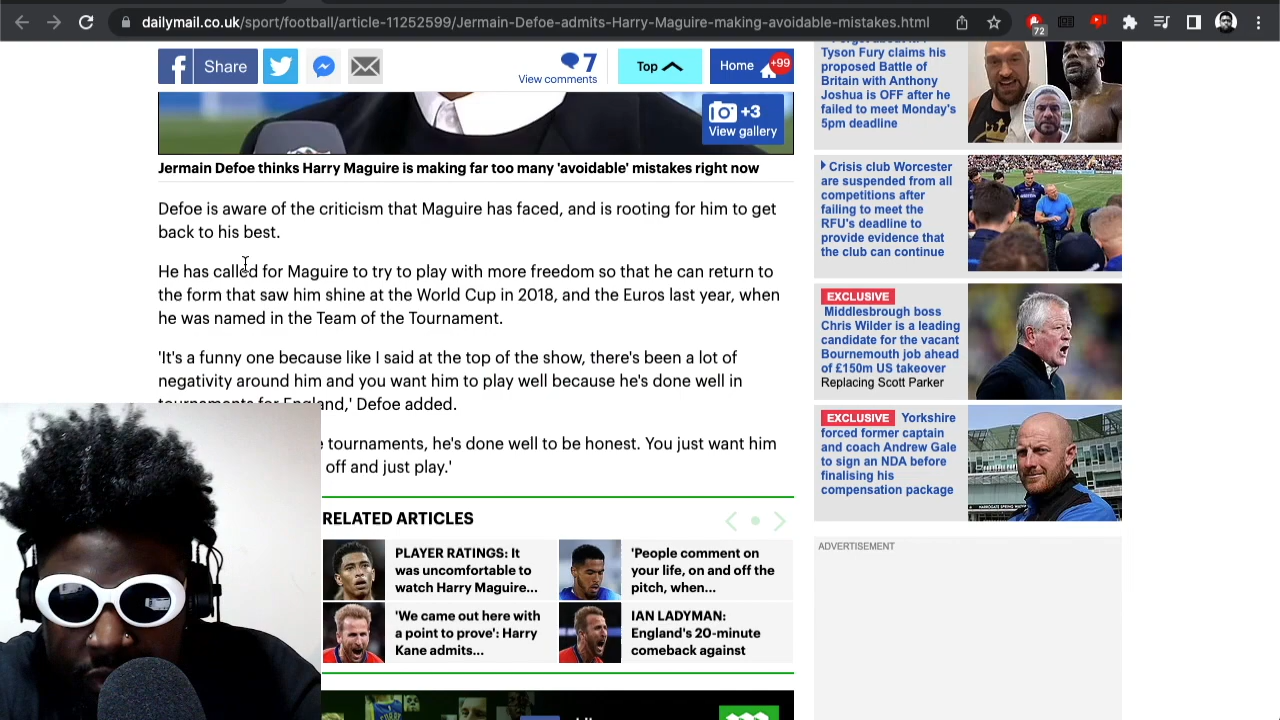 dailymail.co.uk/sport/football/article-11252599/Jermain-Defoe-admits-Harry-Maguire-making-avoidable-mistakes.html
72
Share
7
View comments
Top
Home
+99
+3
View gallery
Jermain Defoe thinks Harry Maguire is making far too many 'avoidable' mistakes right now
Defoe is aware of the criticism that Maguire has faced, and is rooting for him to get
back to his best.
He has called for Maguire to try to play with more freedom so that he can return to
the form that saw him shine at the World Cup in 2018, and the Euros last year, when
he was named in the Team of the Tournament.
'It's a funny one because like I said at the top of the show, there's been a lot of
negativity around him and you want him to play well because he's done well in
tournaments for England,' Defoe added.
tournaments, he's done well to be honest. You just want him
off and just play.'
RELATED ARTICLES
PLAYER RATINGS: It
was uncomfortable to
watch Harry Maguire...
'People comment on
your life, on and off the
pitch, when...
'We came out here with
a point to prove': Harry
Kane admits...
IAN LADYMAN:
England's 20-minute
comeback against
Tyson Fury claims his
proposed Battle of
Britain with Anthony
Joshua is OFF after he
failed to meet Monday's
5pm deadline
Crisis club Worcester
are suspended from all
competitions after
failing to meet the
RFU's deadline to
provide evidence that
the club can continue
EXCLUSIVE
Middlesbrough boss
Chris Wilder is a leading
candidate for the vacant
Bournemouth job ahead
of £150m US takeover
Replacing Scott Parker
EXCLUSIVE Yorkshire
forced former captain
and coach Andrew Gale
to sign an NDA before
finalising his
compensation package
ADVERTISEMENT